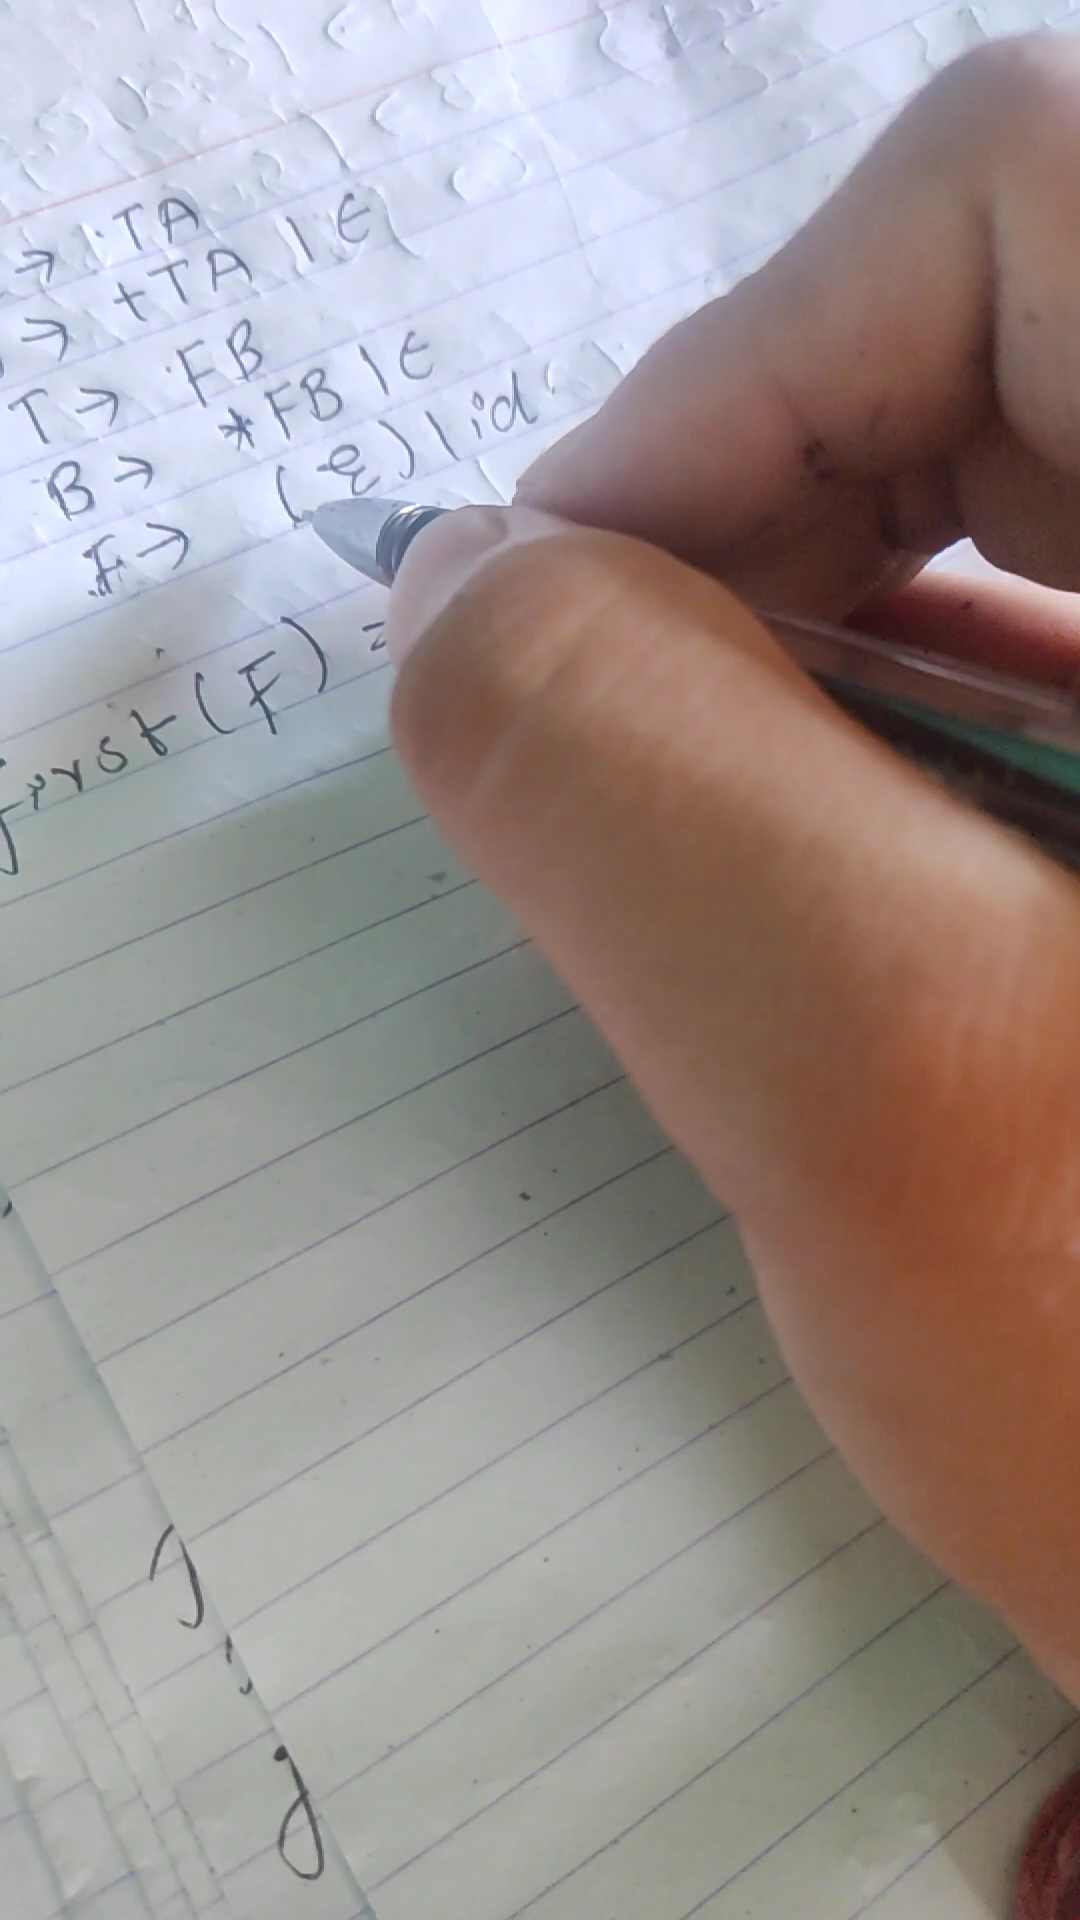 → TA
→ +TA | ϵ
T → FB
B → *FB | ϵ
F → (E) | id
first(F) =